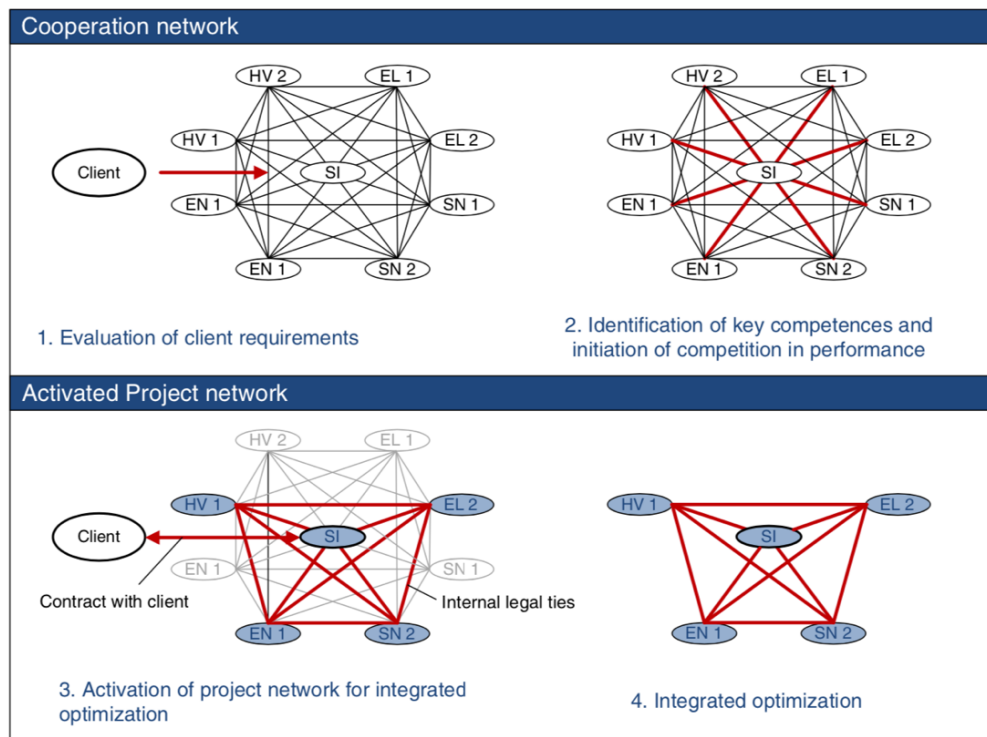 Cooperation network
HV 2
EL 1
HV 1
EL 2
Client
SI
EN 1
SN 1
EN 1
SN 2
1. Evaluation of client requirements
HV 2
EL 1
HV 1
EL 2
SI
EN 1
SN 1
EN 1
SN 2
2. Identification of key competences and
initiation of competition in performance
Activated Project network
HV 2
EL 1
HV 1
EL 2
Client
SI
EN 1
SN 1
Contract with client
Internal legal ties
EN 1
SN 2
3. Activation of project network for integrated
optimization
HV 1
EL 2
SI
EN 1
SN 2
4. Integrated optimization